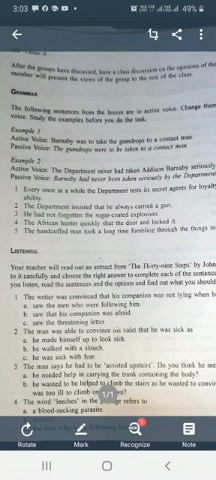 3:03
49%
After the groups have discussed, have a class discussion on the opinions of the
member will present the views of the group to the rest of the class.
GRAMMAR
The following sentences from the lesson are in active voice. Change them
voice. Study the examples before you do the task.
Example 1
Active Voice: Barnaby was to take the gumdrops to a contact man.
Passive Voice: The gumdrops were to be taken to a contact man.
Example 2
Active Voice: The Department never had taken Addison Barnaby seriously
Passive Voice: Barnaby had never been taken seriously by the Department
1 Every once in a while the Department tests its secret agents for loyalty
ability.
2 The Department insisted that he always carried a gun.
3 He had not forgotten the sugar-coated explosives.
4 The African hunter quickly shut the door and locked it.
5 The handcuffed man took a long time fumbling through the things in
LISTENING
Your teacher will read out an extract from 'The Thirty-nine Steps' by John
to it carefully and choose the right answer to complete each of the sentence
you listen, read the sentences and the options and find out what you should
1 The writer was convinced that his companion was not lying when h
a. saw the men who were following him.
b. saw that his companion was afraid
c. saw the threatening letter
2 The man was able to convince his valet that he was sick as
a. he made himself up to look sick.
b. he walked with a slouch.
c. he was sick with fear.
3 The man says he had to be 'assisted upstairs'. Do you think he me
a. he needed help in carrying the trunk containing the body?
b. he wanted to be helped to climb the stairs as he wanted to convin
was too ill to climb on
1/1
4 The word 'leeches' in the refers to
a. a blood-sucking parasite.
Rotate Mark Recognize Note